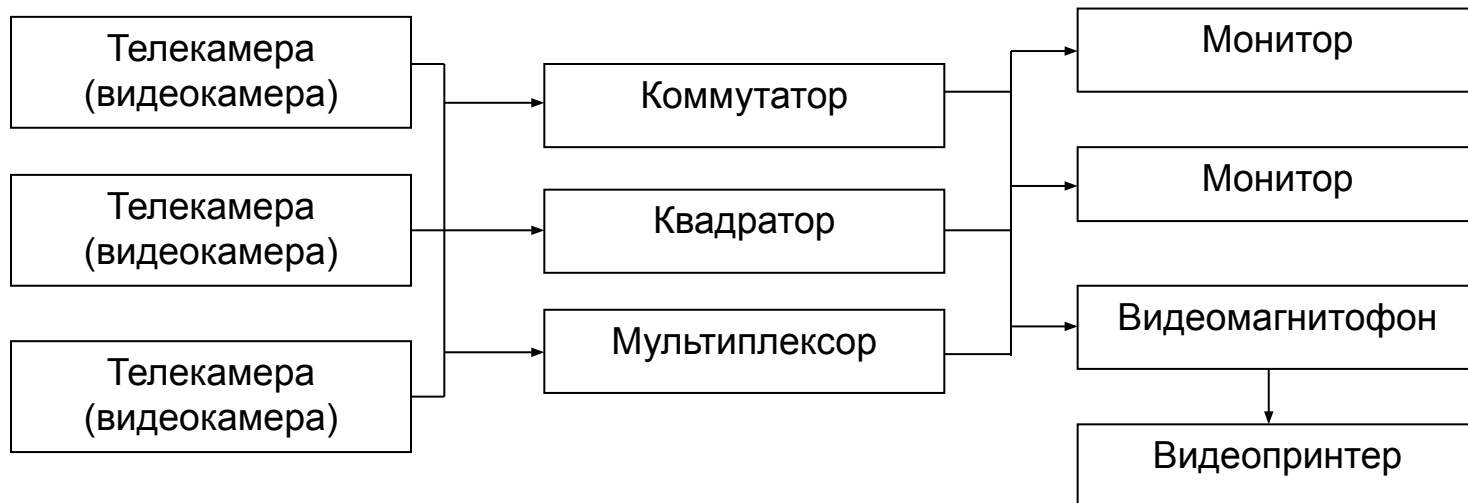 Телекамера
(видеокамера)
Телекамера
(видеокамера)
Телекамера
(видеокамера)
Коммутатор
Квадратор
Мультиплексор
Монитор
Монитор
Видеомагнитофон
Видеопринтер